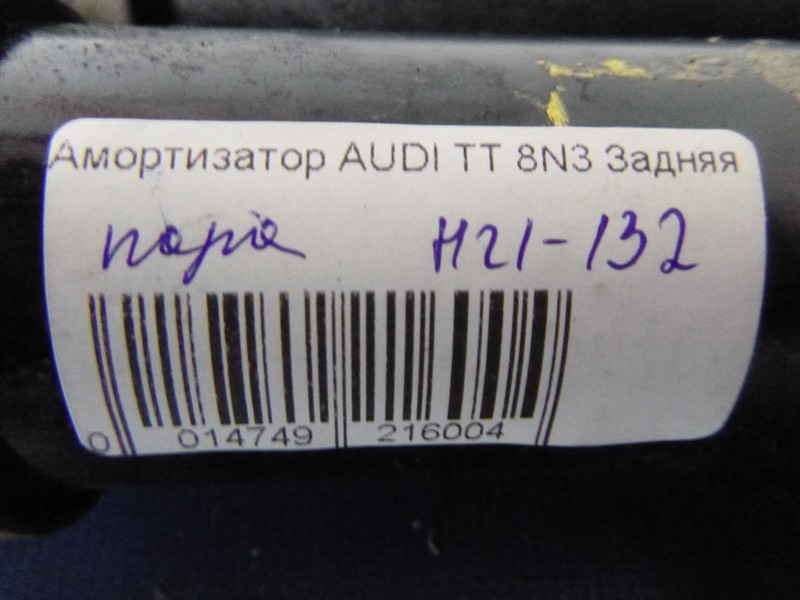 Амортизатор AUDI TT 8N3 Задняя
пара H21-132
0 014749 216004